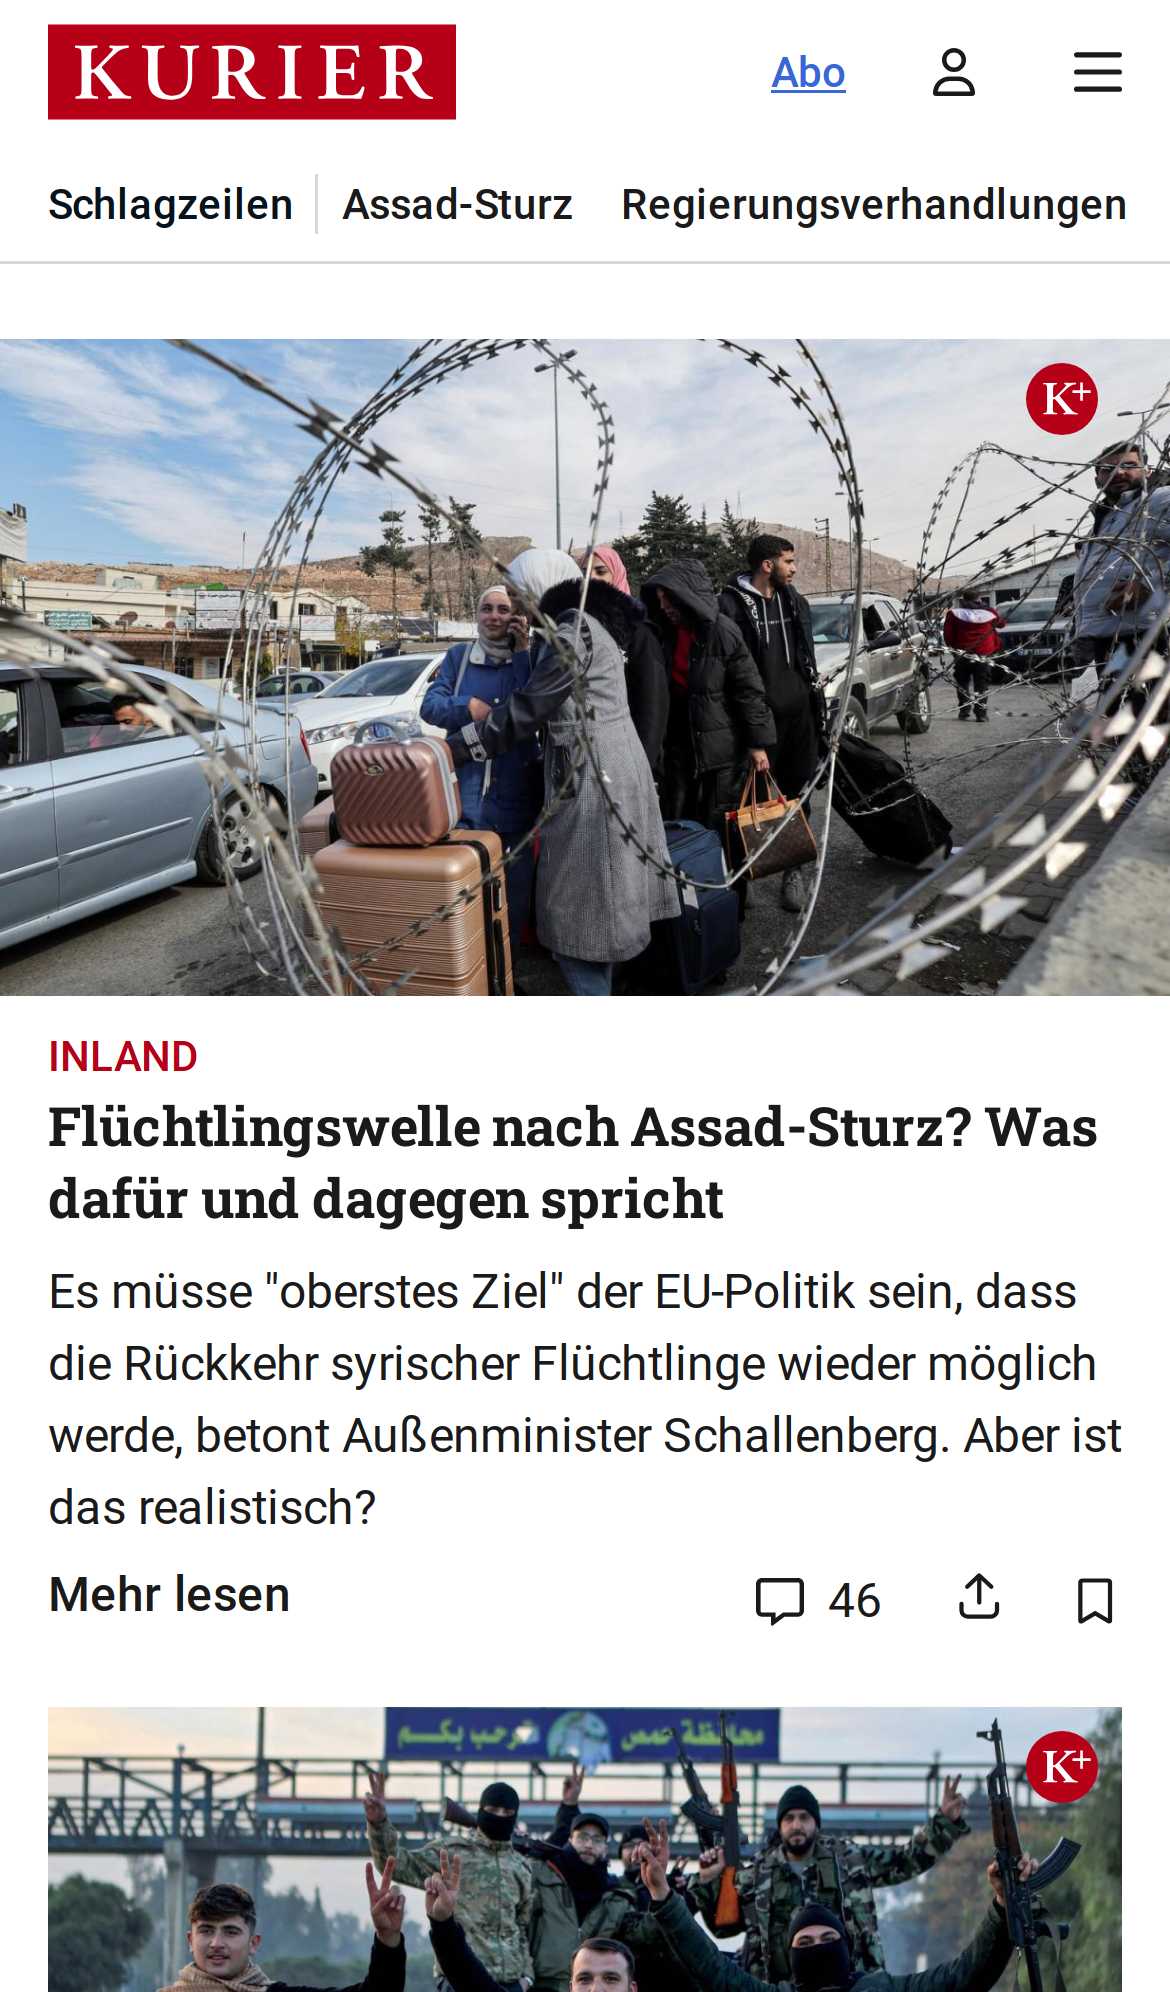 KURIER
Abo
Schlagzeilen
Assad-Sturz
Regierungsverhandlungen
K+
INLAND
Flüchtlingswelle nach Assad-Sturz? Was
dafür und dagegen spricht
Es müsse "oberstes Ziel" der EU-Politik sein, dass
die Rückkehr syrischer Flüchtlinge wieder möglich
werde, betont Außenminister Schallenberg. Aber ist
das realistisch?
Mehr lesen
46
محافظة حمص ترحب بكم
K+